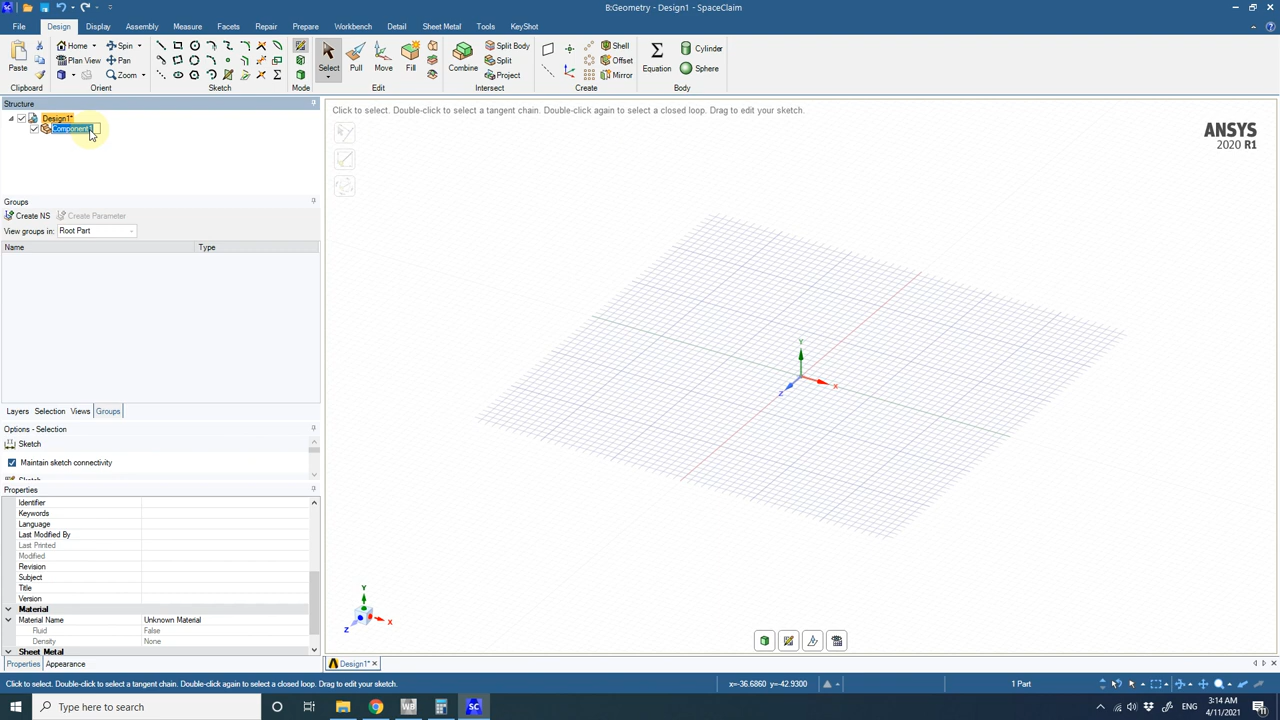 B:Geometry - Design1 - SpaceClaim
File Design Display Assembly Measure Facets Repair Prepare Workbench Detail Sheet Metal Tools KeyShot
Paste
Clipboard
Home Spin
Plan View Pan
Zoom
Orient
Sketch
Mode
Select Pull Move Fill
Edit
Combine
Split Body
Split
Project
Intersect
Shell
Offset
Mirror
Create
Equation
Cylinder
Sphere
Body
Structure
Design1*
Component1
Click to select. Double-click to select a tangent chain. Double-click again to select a closed loop. Drag to edit your sketch.
ANSYS
2020 R1
Groups
Create NS Create Parameter
View groups in: Root Part
Name Type
Y
X
Z
Layers Selection Views Groups
Options - Selection
Sketch
Maintain sketch connectivity
Properties
Identifier
Keywords
Language
Last Modified By
Last Printed
Modified
Revision
Subject
Title
Version
Material
Material Name Unknown Material
Fluid False
Density None
Sheet Metal
Y
X
Z
Properties Appearance
Design1*
Click to select. Double-click to select a tangent chain. Double-click again to select a closed loop. Drag to edit your sketch.
x=-36.6860 y=-42.9300
1 Part
Type here to search
WB
SC
ENG
3:14 AM
4/11/2021